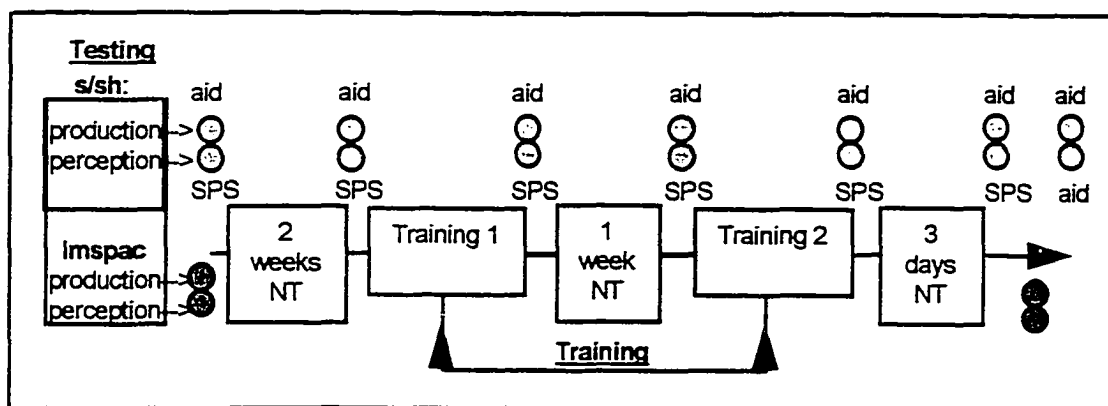 Testing
s/sh:
aid aid aid aid aid aid aid
production->
perception->
SPS SPS SPS SPS SPS SPS aid
2
weeks
NT
Training 1
1
week
NT
Training 2
3
days
NT
Imspac
production->
perception->
Training